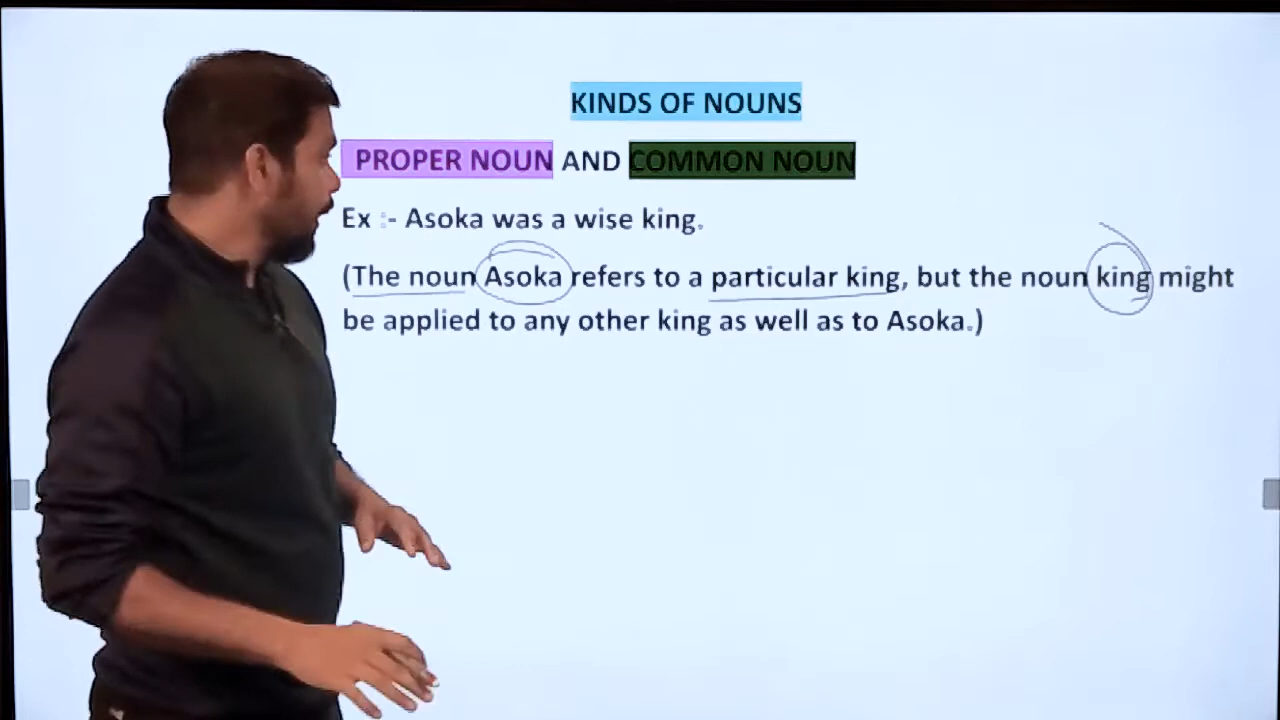 KINDS OF NOUNS
PROPER NOUN AND COMMON NOUN
Ex :- Asoka was a wise king.
(The noun Asoka refers to a particular king, but the noun king might
be applied to any other king as well as to Asoka.)